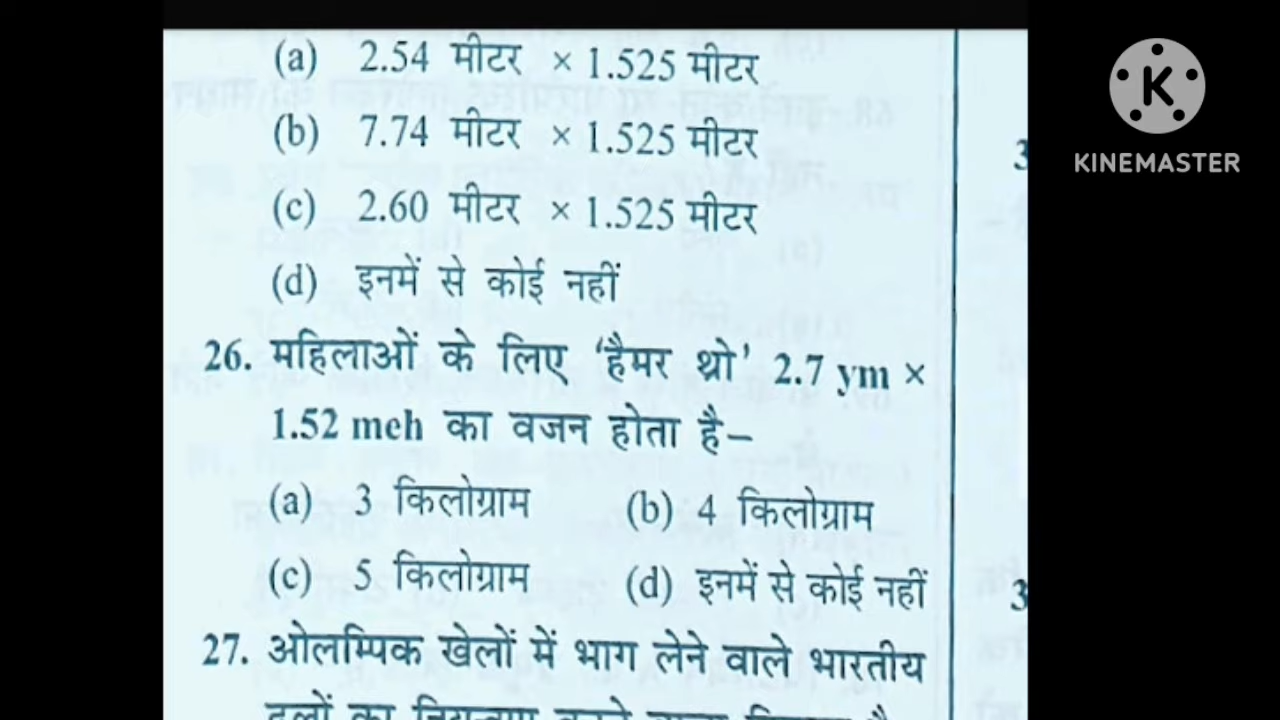 (a) 2.54 मीटर × 1.525 मीटर
(b) 7.74 मीटर × 1.525 मीटर
(c) 2.60 मीटर × 1.525 मीटर
(d) इनमें से कोई नहीं
26. महिलाओं के लिए ‘हैमर थ्रो’ 2.7 ym ×
1.52 meh का वजन होता है–
(a) 3 किलोग्राम (b) 4 किलोग्राम
(c) 5 किलोग्राम (d) इनमें से कोई नहीं
27. ओलम्पिक खेलों में भाग लेने वाले भारतीय
K
KINEMASTER
3
3